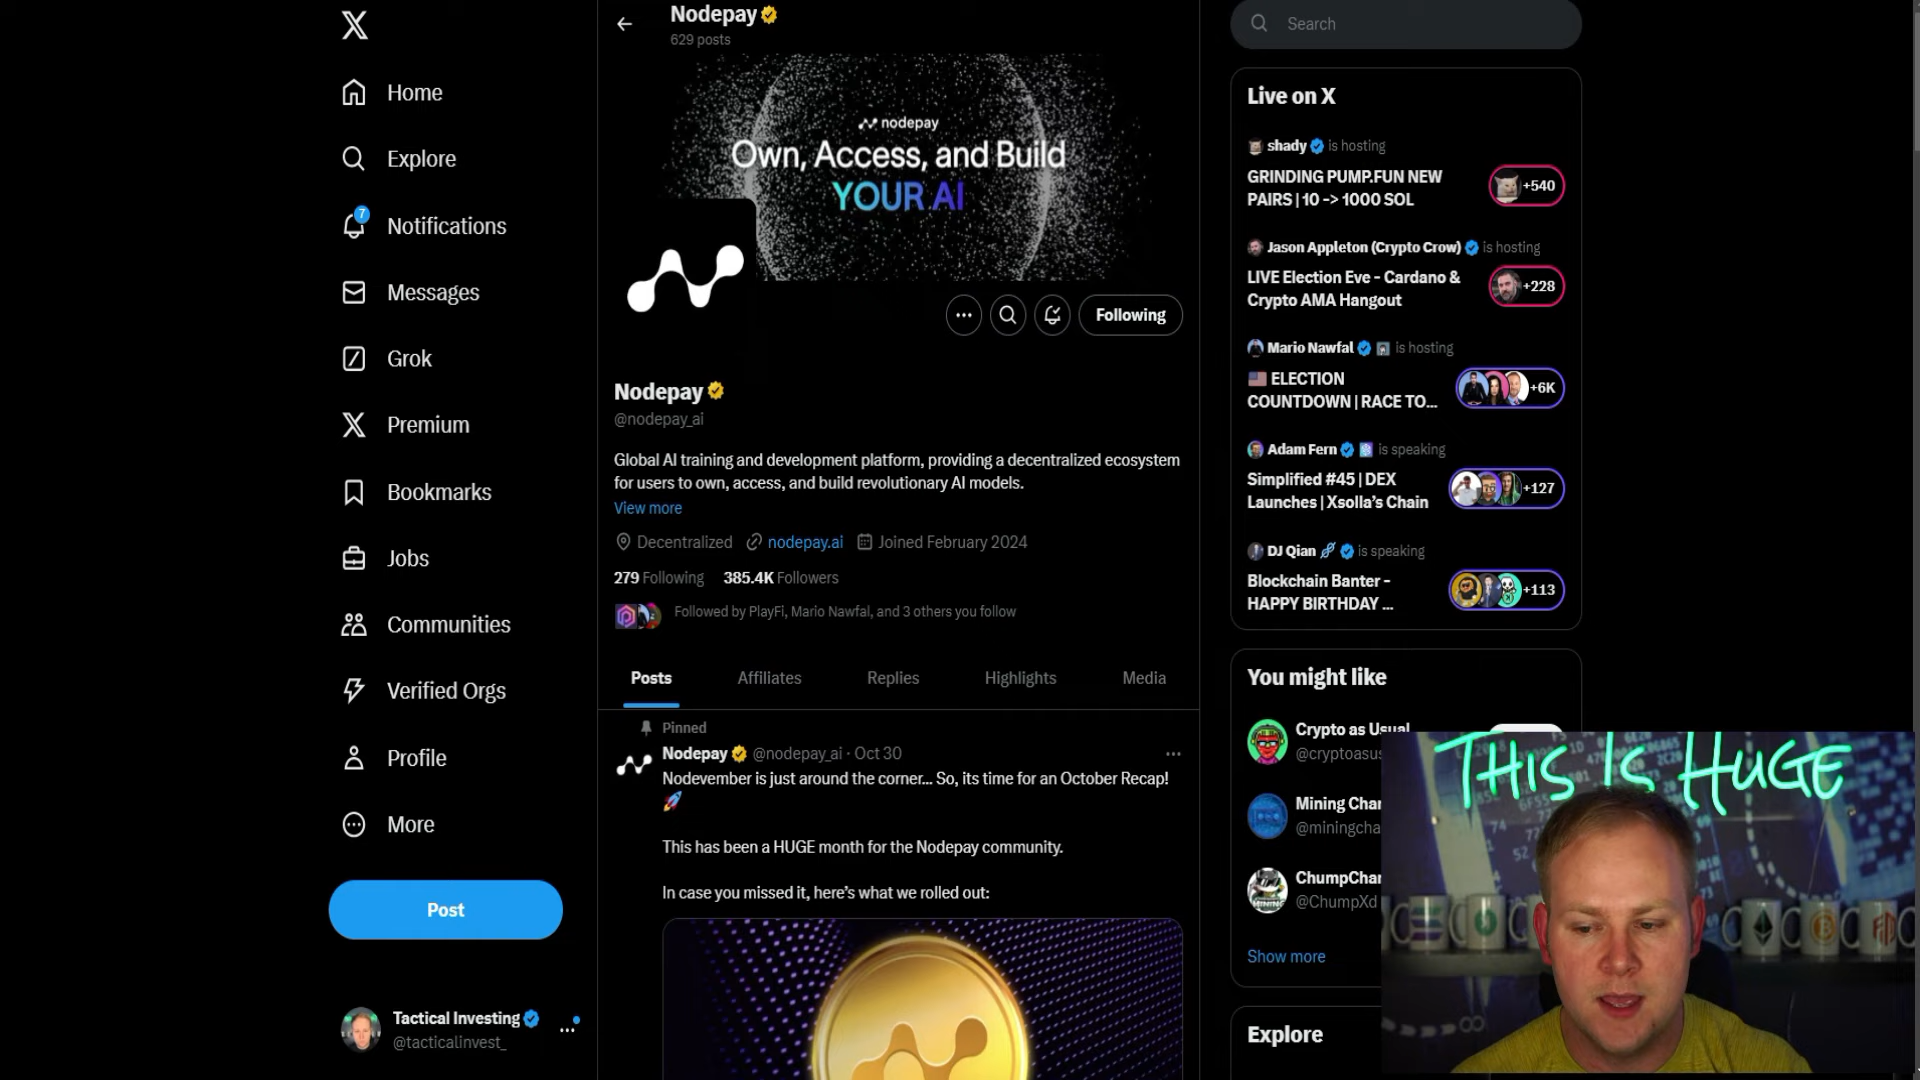 Home
Explore
7
Notifications
Messages
Grok
Premium
Bookmarks
Jobs
Communities
Verified Orgs
Profile
More
Post
Tactical Investing
@tacticalinvest_
Nodepay
629 posts
nodepay
Own, Access, and Build
YOUR AI
Following
Nodepay
@nodepay_ai
Global AI training and development platform, providing a decentralized ecosystem
for users to own, access, and build revolutionary AI models.
View more
Decentralized nodepay.ai Joined February 2024
279 Following 385.4K Followers
Followed by PlayFi, Mario Nawfal, and 3 others you follow
Posts Affiliates Replies Highlights Media
Pinned
Nodepay @nodepay_ai · Oct 30
Nodevember is just around the corner... So, its time for an October Recap!
This has been a HUGE month for the Nodepay community.
In case you missed it, here's what we rolled out:
Search
Live on X
shady is hosting
GRINDING PUMP.FUN NEW
PAIRS | 10 -> 1000 SOL
+540
Jason Appleton (Crypto Crow) is hosting
LIVE Election Eve - Cardano &
Crypto AMA Hangout
+228
Mario Nawfal is hosting
ELECTION
COUNTDOWN | RACE TO...
+6K
Adam Fern is speaking
Simplified #45 | DEX
Launches | Xsolla's Chain
+127
DJ Qian is speaking
Blockchain Banter -
HAPPY BIRTHDAY ...
+113
You might like
Crypto as Usual
@cryptoasus
Mining Char
@miningcha
ChumpChan
@ChumpXd
Show more
Explore
THIS IS HUGE